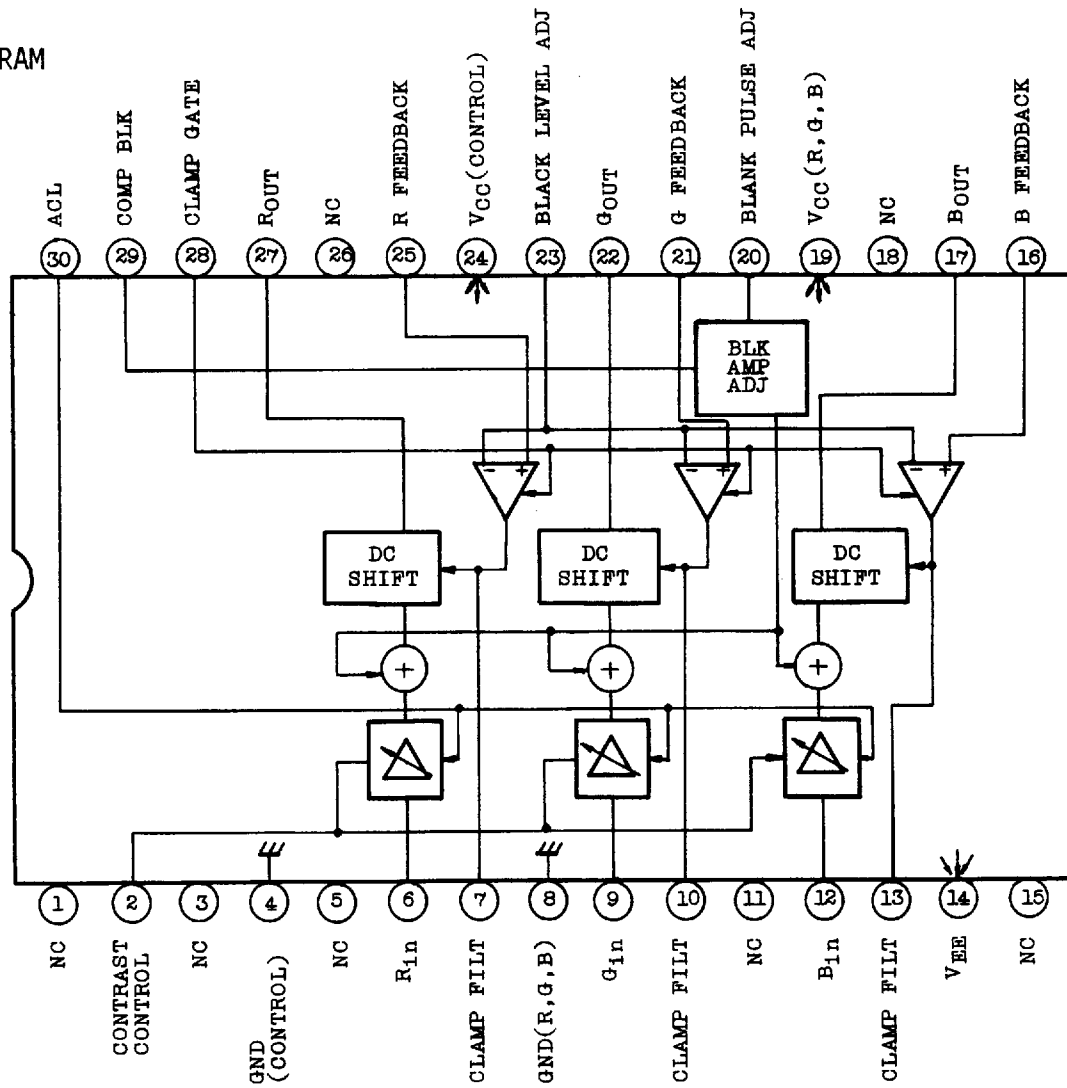 RAM
ACL
COMP BLK
CLAMP GATE
ROUT
NC
R FEEDBACK
VCC(CONTROL)
BLACK LEVEL ADJ
GOUT
G FEEDBACK
BLANK PULSE ADJ
VCC(R,G,B)
NC
BOUT
B FEEDBACK
30 29 28 27 26 25 24 23 22 21 20 19 18 17 16
BLK
AMP
ADJ
- +
- +
- +
DC
SHIFT
DC
SHIFT
DC
SHIFT
+ + +
1 2 3 4 5 6 7 8 9 10 11 12 13 14 15
NC
CONTRAST
CONTROL
NC
GND
(CONTROL)
NC
Rin
CLAMP FILT
GND(R,G,B)
Gin
CLAMP FILT
NC
Bin
CLAMP FILT
VEE
NC